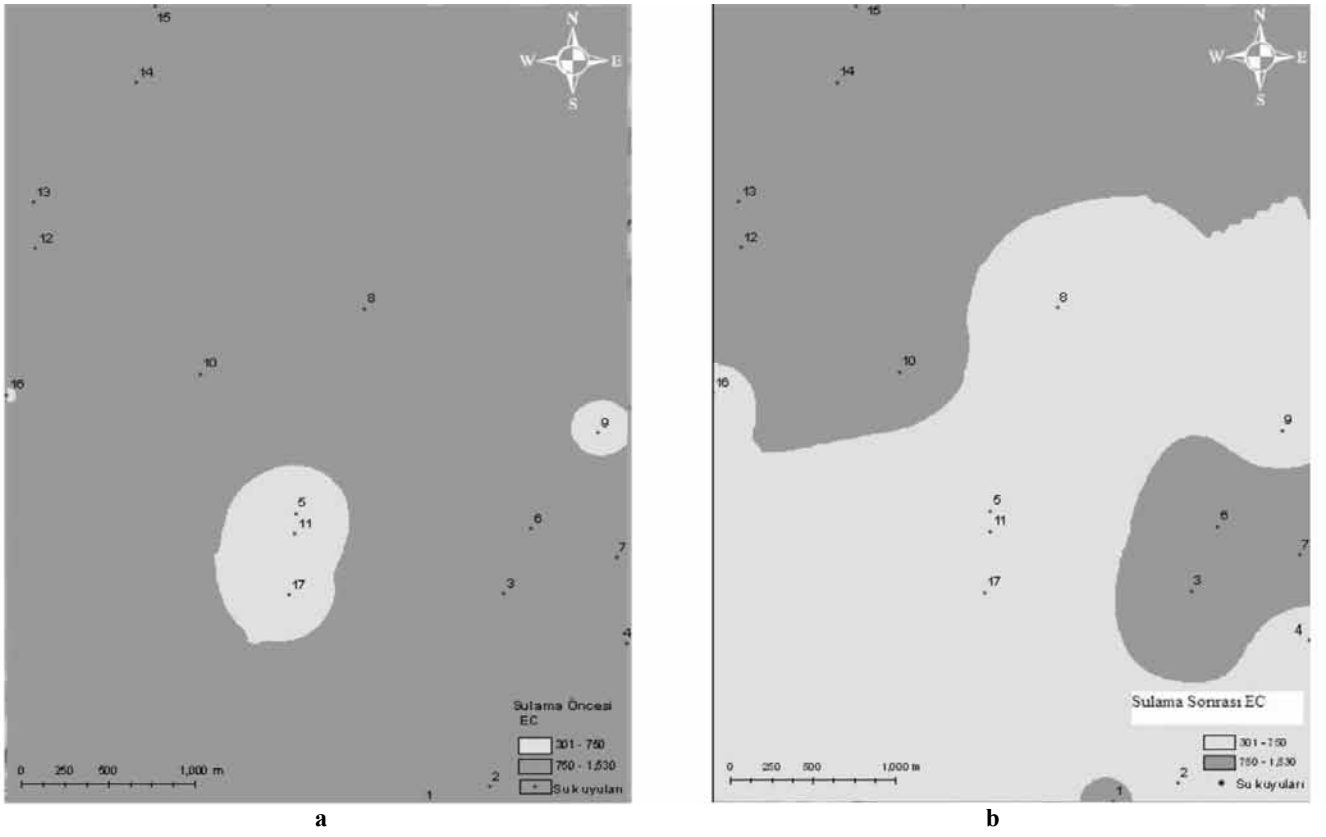 15
N
W E
S
14
13
12
8
10
16
9
5
11
6
7
17
3
4
Sulama Öncesi
EC
301 - 750
750 - 1,530
Su kuyuları
0 250 500 1,000 m
2
1
a
15
N
W E
S
14
13
12
8
10
16
9
5
11
6
7
17
3
4
Sulama Sonrası EC
301 - 750
750 - 1,530
Su kuyuları
0 250 500 1,000 m
2
1
b